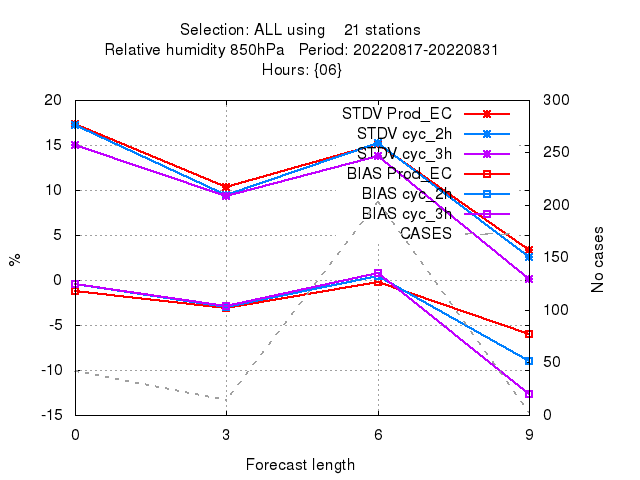 Selection: ALL using 21 stations
Relative humidity 850hPa Period: 20220817-20220831
Hours: {06}
STDV Prod_EC
STDV cyc_2h
STDV cyc_3h
BIAS Prod_EC
BIAS cyc_2h
BIAS cyc_3h
CASES
20
15
10
5
0
-5
-10
-15
%
300
250
200
150
100
50
0
No cases
0 3 6 9
Forecast length